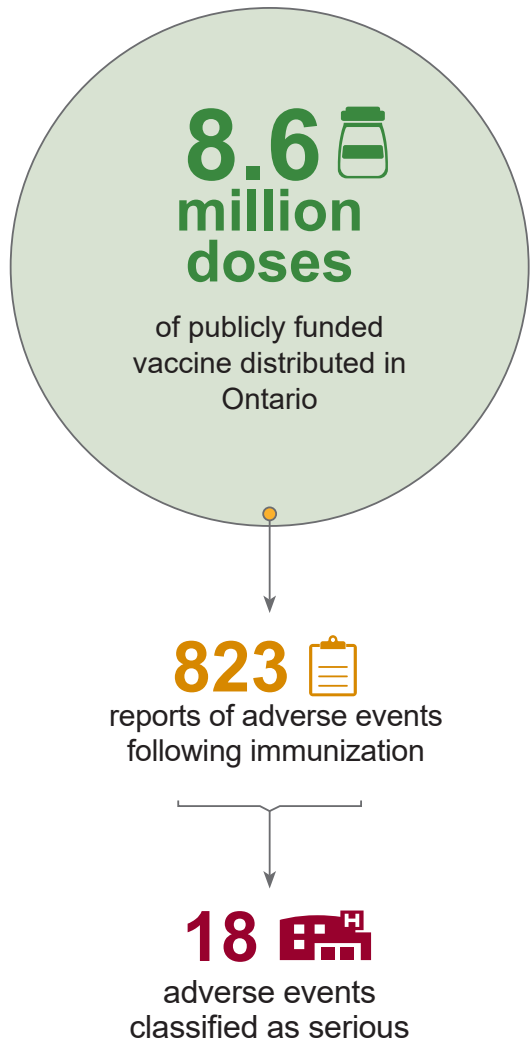 8.6
million
doses
of publicly funded
vaccine distributed in
Ontario
823
reports of adverse events
following immunization
18
H
adverse events
classified as serious